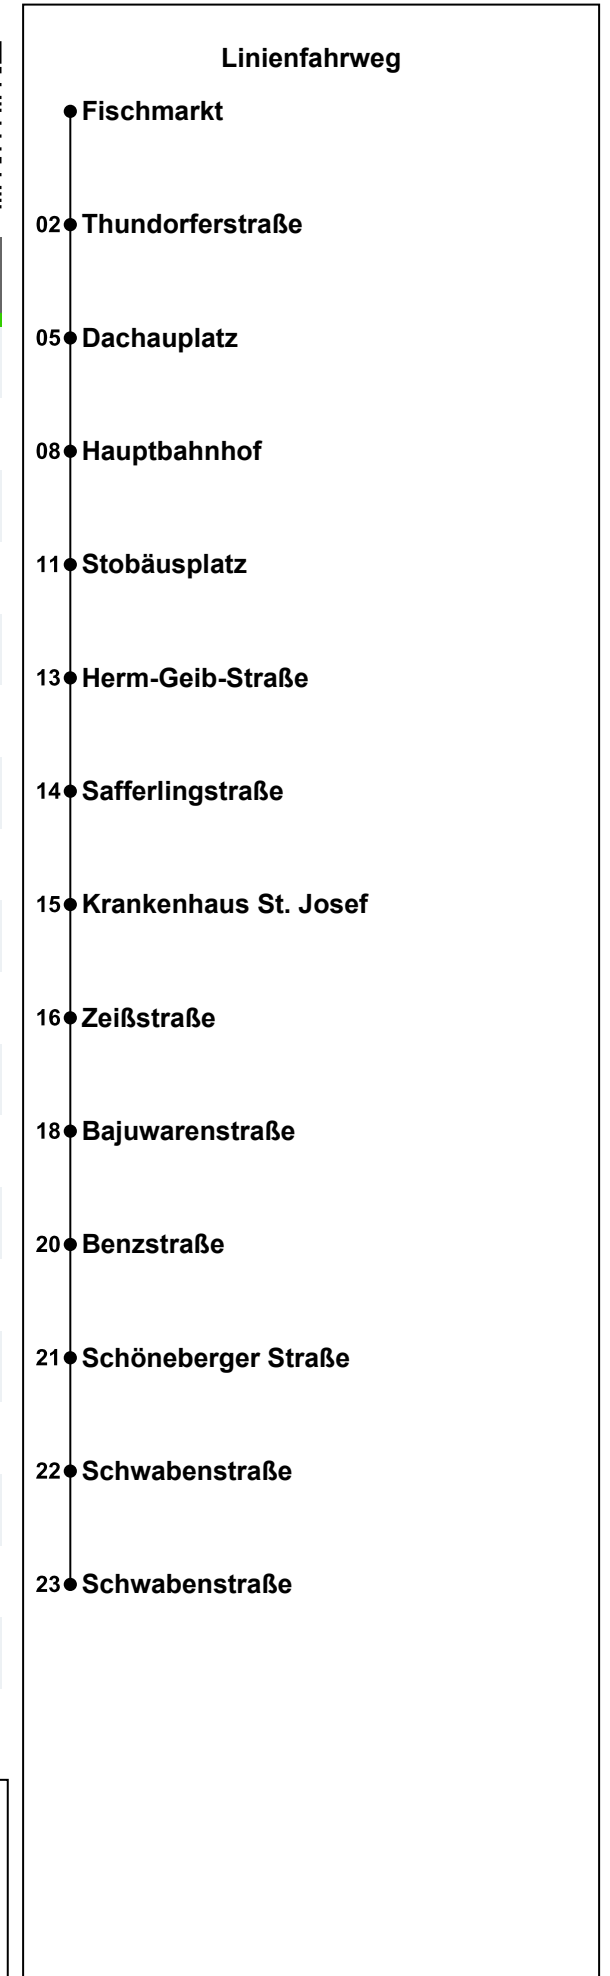 Linienfahrweg
Fischmarkt
02 Thundorferstraße
05 Dachauplatz
08 Hauptbahnhof
11 Stobäusplatz
13 Herm-Geib-Straße
14 Safferlingstraße
15 Krankenhaus St. Josef
16 Zeißstraße
18 Bajuwarenstraße
20 Benzstraße
21 Schöneberger Straße
22 Schwabenstraße
23 Schwabenstraße